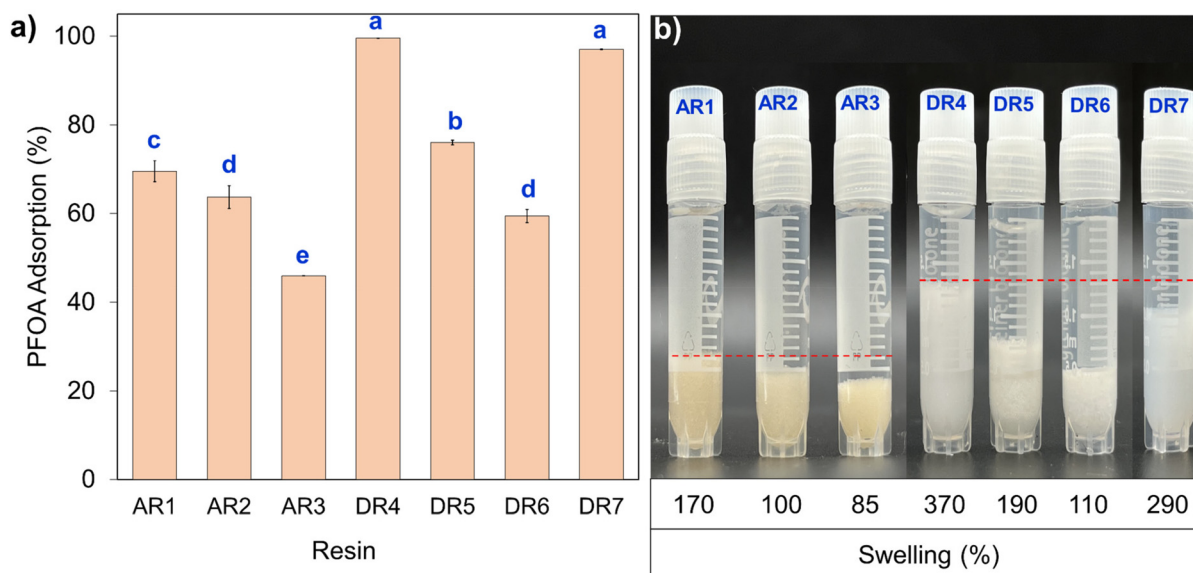 a)
PFOA Adsorption (%)
100
80
60
40
20
0
c
d
e
a
b
d
a
AR1 AR2 AR3 DR4 DR5 DR6 DR7
Resin
b)
AR1 AR2 AR3 DR4 DR5 DR6 DR7
170 100 85 370 190 110 290
Swelling (%)